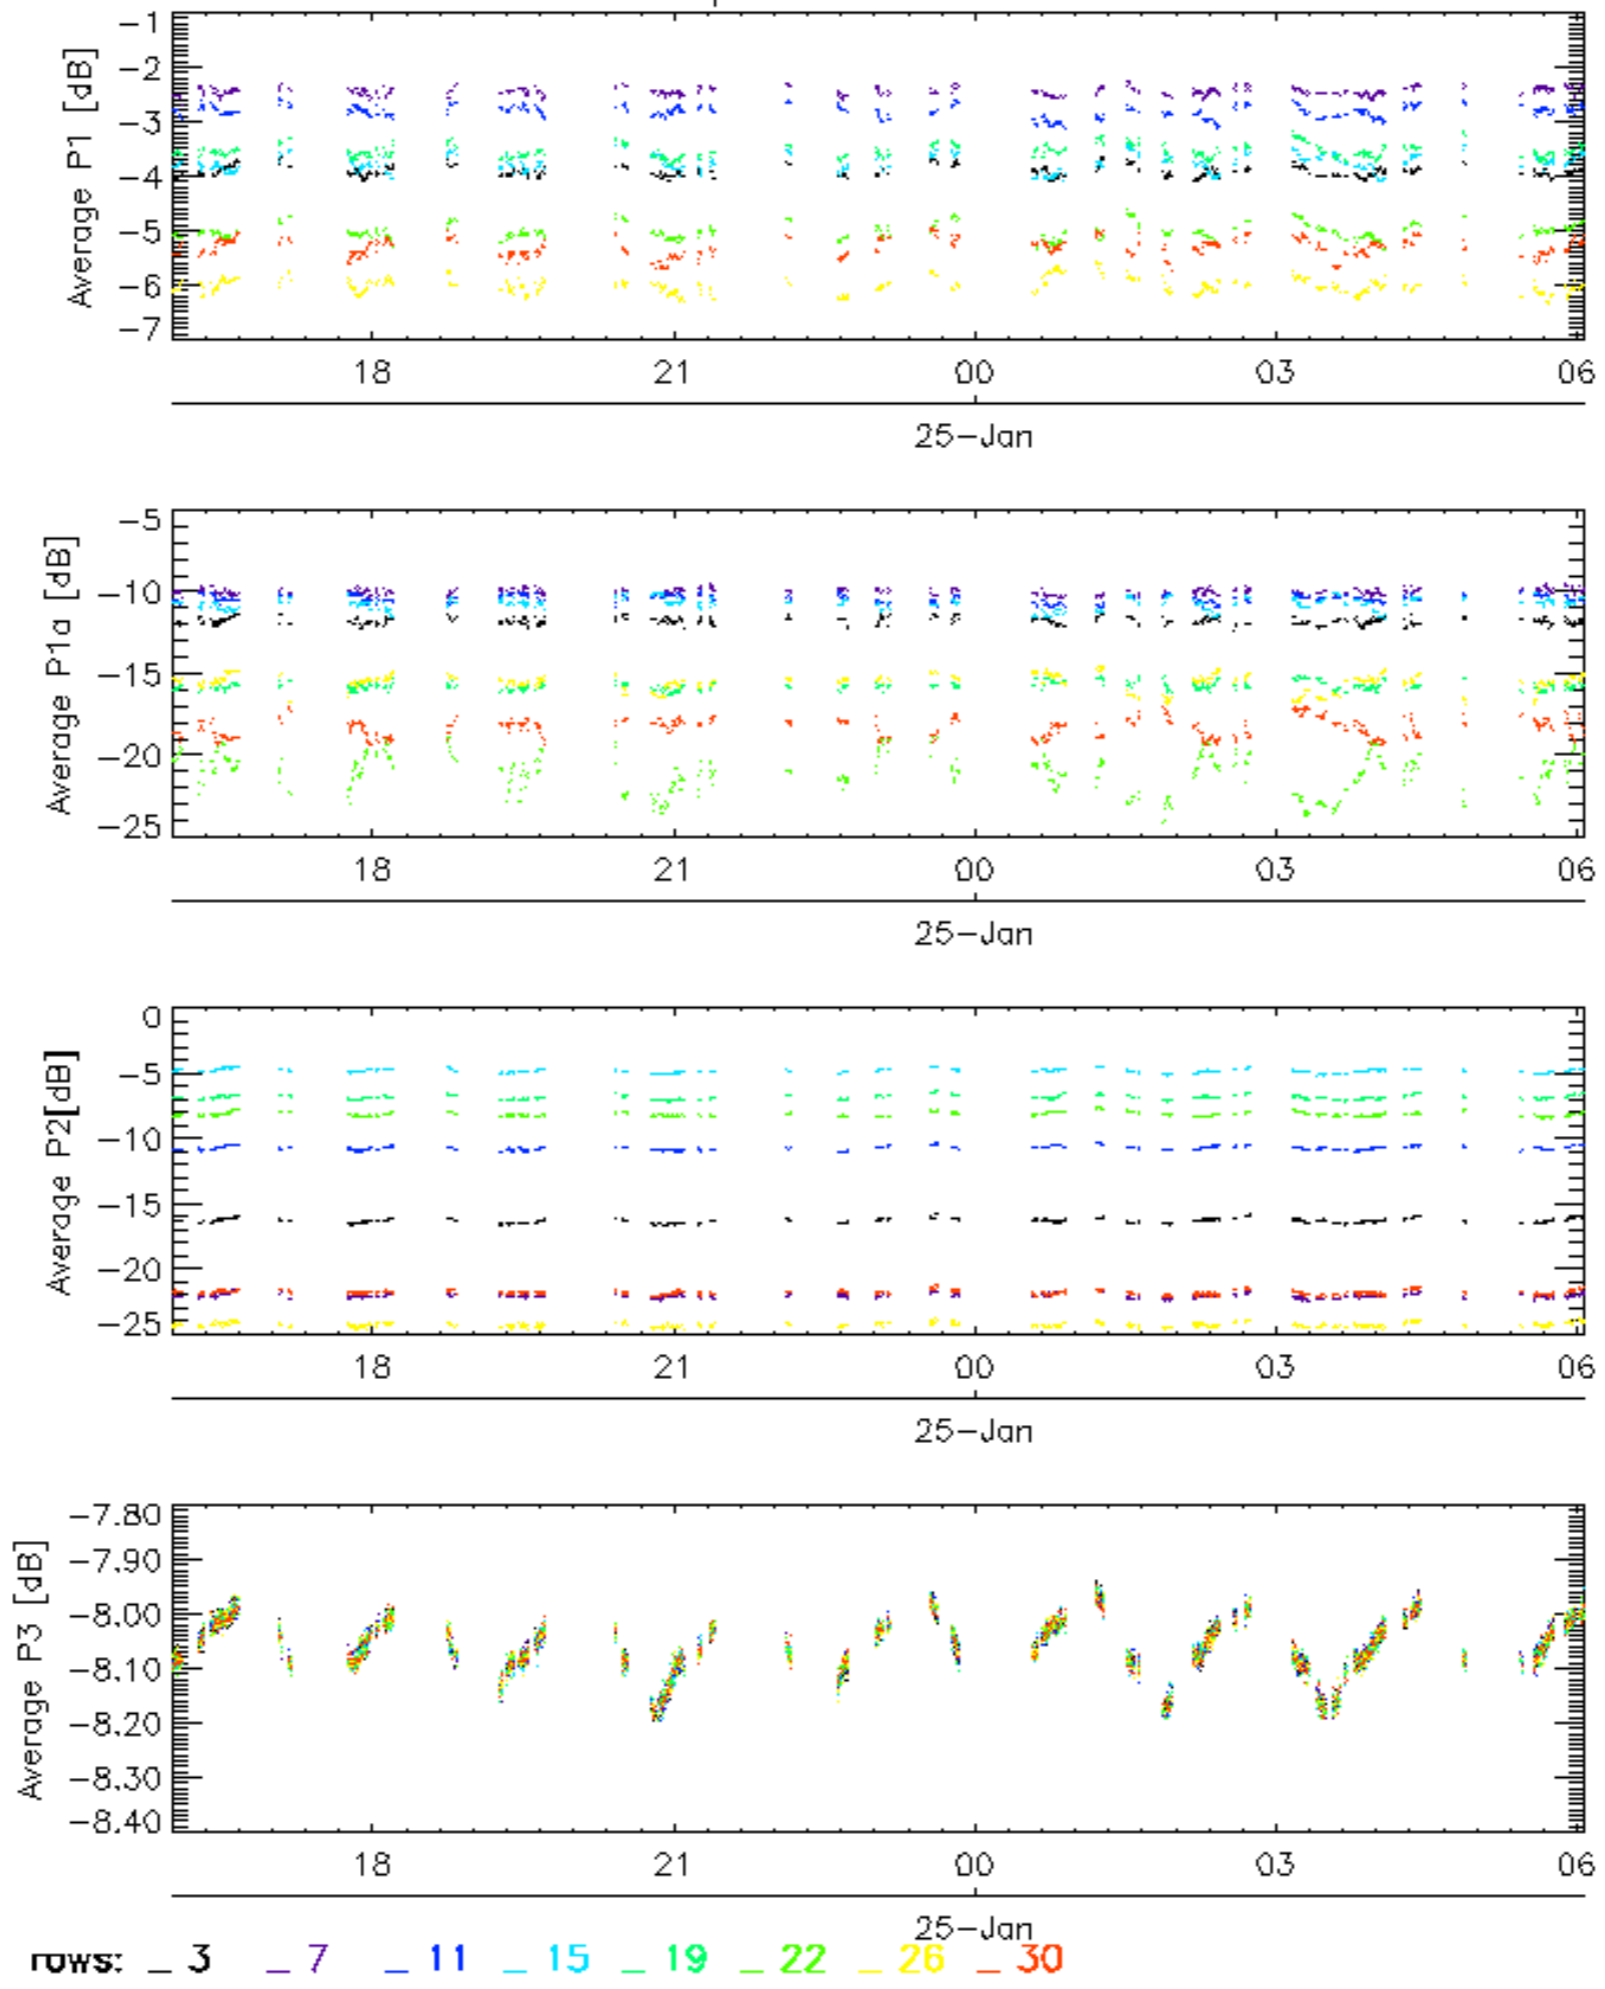 Average P1 [dB]
-1
-2
-3
-4
-5
-6
-7
18 21 00 03 06
25-Jan
Average P1a [dB]
-5
-10
-15
-20
-25
18 21 00 03 06
25-Jan
Average P2[dB]
0
-5
-10
-15
-20
-25
18 21 00 03 06
25-Jan
Average P3 [dB]
-7.80
-7.90
-8.00
-8.10
-8.20
-8.30
-8.40
18 21 00 03 06
25-Jan
rows: _ 3 _ 7 _ 11 _ 15 _ 19 _ 22 _ 26 _ 30